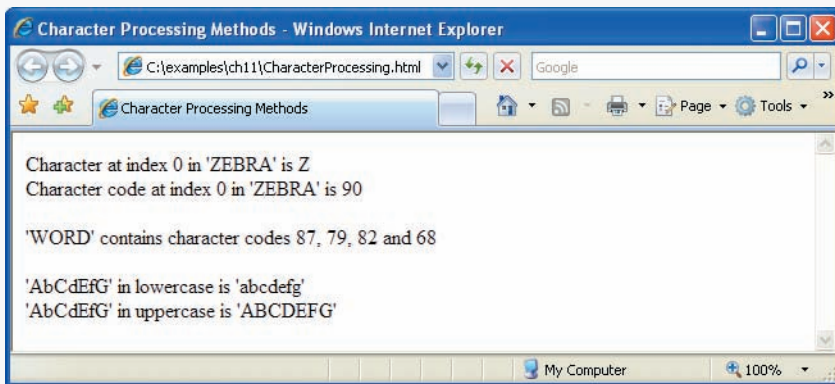 Character Processing Methods - Windows Internet Explorer
C:\examples\ch11\CharacterProcessing.html
Google
Character Processing Methods
Page
Tools
»
Character at index 0 in 'ZEBRA' is Z
Character code at index 0 in 'ZEBRA' is 90
'WORD' contains character codes 87, 79, 82 and 68
'AbCdEfG' in lowercase is 'abcdefg'
'AbCdEfG' in uppercase is 'ABCDEFG'
My Computer
100%